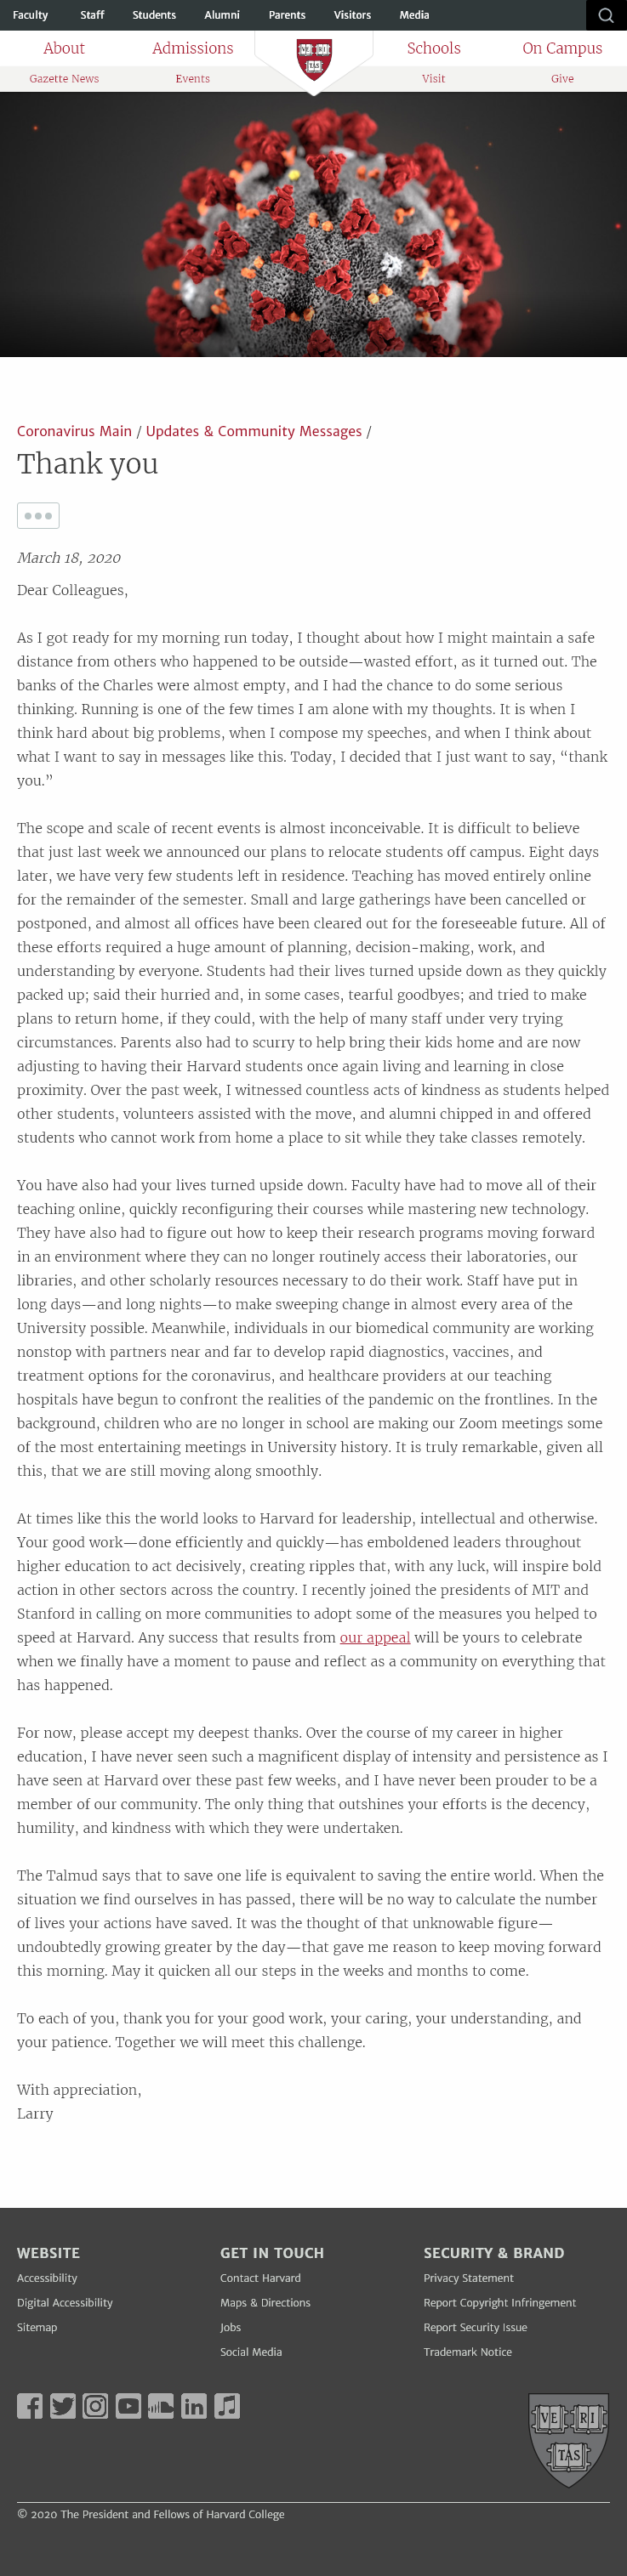 Faculty Staff Students Alumni Parents Visitors Media
About Admissions Schools On Campus
Gazette News Events Visit Give
VE RI
TAS
Coronavirus Main / Updates & Community Messages /
Thank you
March 18, 2020
Dear Colleagues,
As I got ready for my morning run today, I thought about how I might maintain a safe
distance from others who happened to be outside—wasted effort, as it turned out. The
banks of the Charles were almost empty, and I had the chance to do some serious
thinking. Running is one of the few times I am alone with my thoughts. It is when I
think hard about big problems, when I compose my speeches, and when I think about
what I want to say in messages like this. Today, I decided that I just want to say, “thank
you.”
The scope and scale of recent events is almost inconceivable. It is difficult to believe
that just last week we announced our plans to relocate students off campus. Eight days
later, we have very few students left in residence. Teaching has moved entirely online
for the remainder of the semester. Small and large gatherings have been cancelled or
postponed, and almost all offices have been cleared out for the foreseeable future. All of
these efforts required a huge amount of planning, decision-making, work, and
understanding by everyone. Students had their lives turned upside down as they quickly
packed up; said their hurried and, in some cases, tearful goodbyes; and tried to make
plans to return home, if they could, with the help of many staff under very trying
circumstances. Parents also had to scurry to help bring their kids home and are now
adjusting to having their Harvard students once again living and learning in close
proximity. Over the past week, I witnessed countless acts of kindness as students helped
other students, volunteers assisted with the move, and alumni chipped in and offered
students who cannot work from home a place to sit while they take classes remotely.
You have also had your lives turned upside down. Faculty have had to move all of their
teaching online, quickly reconfiguring their courses while mastering new technology.
They have also had to figure out how to keep their research programs moving forward
in an environment where they can no longer routinely access their laboratories, our
libraries, and other scholarly resources necessary to do their work. Staff have put in
long days—and long nights—to make sweeping change in almost every area of the
University possible. Meanwhile, individuals in our biomedical community are working
nonstop with partners near and far to develop rapid diagnostics, vaccines, and
treatment options for the coronavirus, and healthcare providers at our teaching
hospitals have begun to confront the realities of the pandemic on the frontlines. In the
background, children who are no longer in school are making our Zoom meetings some
of the most entertaining meetings in University history. It is truly remarkable, given all
this, that we are still moving along smoothly.
At times like this the world looks to Harvard for leadership, intellectual and otherwise.
Your good work—done efficiently and quickly—has emboldened leaders throughout
higher education to act decisively, creating ripples that, with any luck, will inspire bold
action in other sectors across the country. I recently joined the presidents of MIT and
Stanford in calling on more communities to adopt some of the measures you helped to
speed at Harvard. Any success that results from our appeal will be yours to celebrate
when we finally have a moment to pause and reflect as a community on everything that
has happened.
For now, please accept my deepest thanks. Over the course of my career in higher
education, I have never seen such a magnificent display of intensity and persistence as I
have seen at Harvard over these past few weeks, and I have never been prouder to be a
member of our community. The only thing that outshines your efforts is the decency,
humility, and kindness with which they were undertaken.
The Talmud says that to save one life is equivalent to saving the entire world. When the
situation we find ourselves in has passed, there will be no way to calculate the number
of lives your actions have saved. It was the thought of that unknowable figure—
undoubtedly growing greater by the day—that gave me reason to keep moving forward
this morning. May it quicken all our steps in the weeks and months to come.
To each of you, thank you for your good work, your caring, your understanding, and
your patience. Together we will meet this challenge.
With appreciation,
Larry
WEBSITE
Accessibility
Digital Accessibility
Sitemap
GET IN TOUCH
Contact Harvard
Maps & Directions
Jobs
Social Media
SECURITY & BRAND
Privacy Statement
Report Copyright Infringement
Report Security Issue
Trademark Notice
VE RI
TAS
© 2020 The President and Fellows of Harvard College